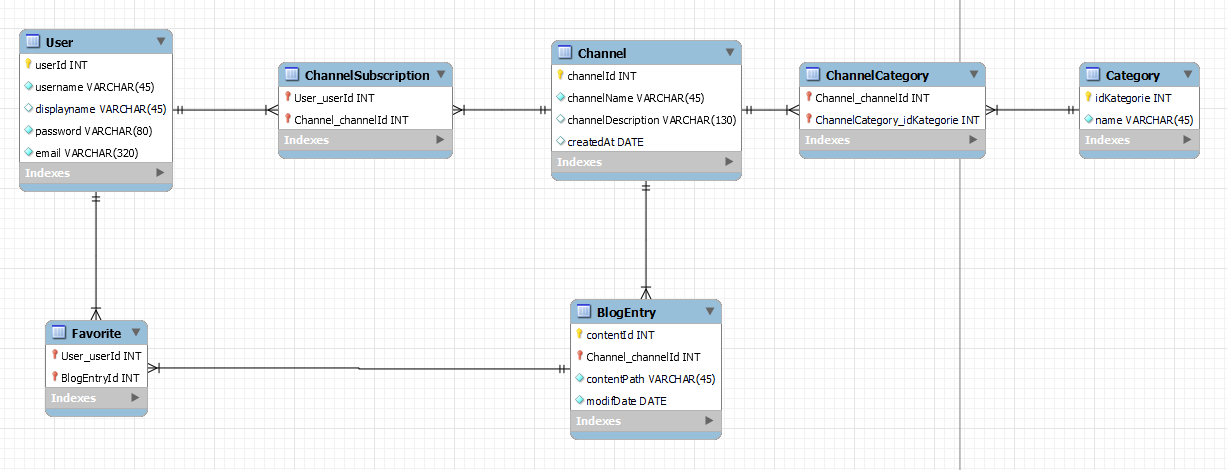 User
userId INT
username VARCHAR(45)
displayname VARCHAR(45)
password VARCHAR(80)
email VARCHAR(320)
Indexes
ChannelSubscription
User_userId INT
Channel_channelId INT
Indexes
Channel
channelId INT
channelName VARCHAR(45)
channelDescription VARCHAR(130)
createdAt DATE
Indexes
ChannelCategory
Channel_channelId INT
ChannelCategory_idKategorie INT
Indexes
Category
idKategorie INT
name VARCHAR(45)
Indexes
Favorite
User_userId INT
BlogEntryId INT
Indexes
BlogEntry
contentId INT
Channel_channelId INT
contentPath VARCHAR(45)
modifDate DATE
Indexes